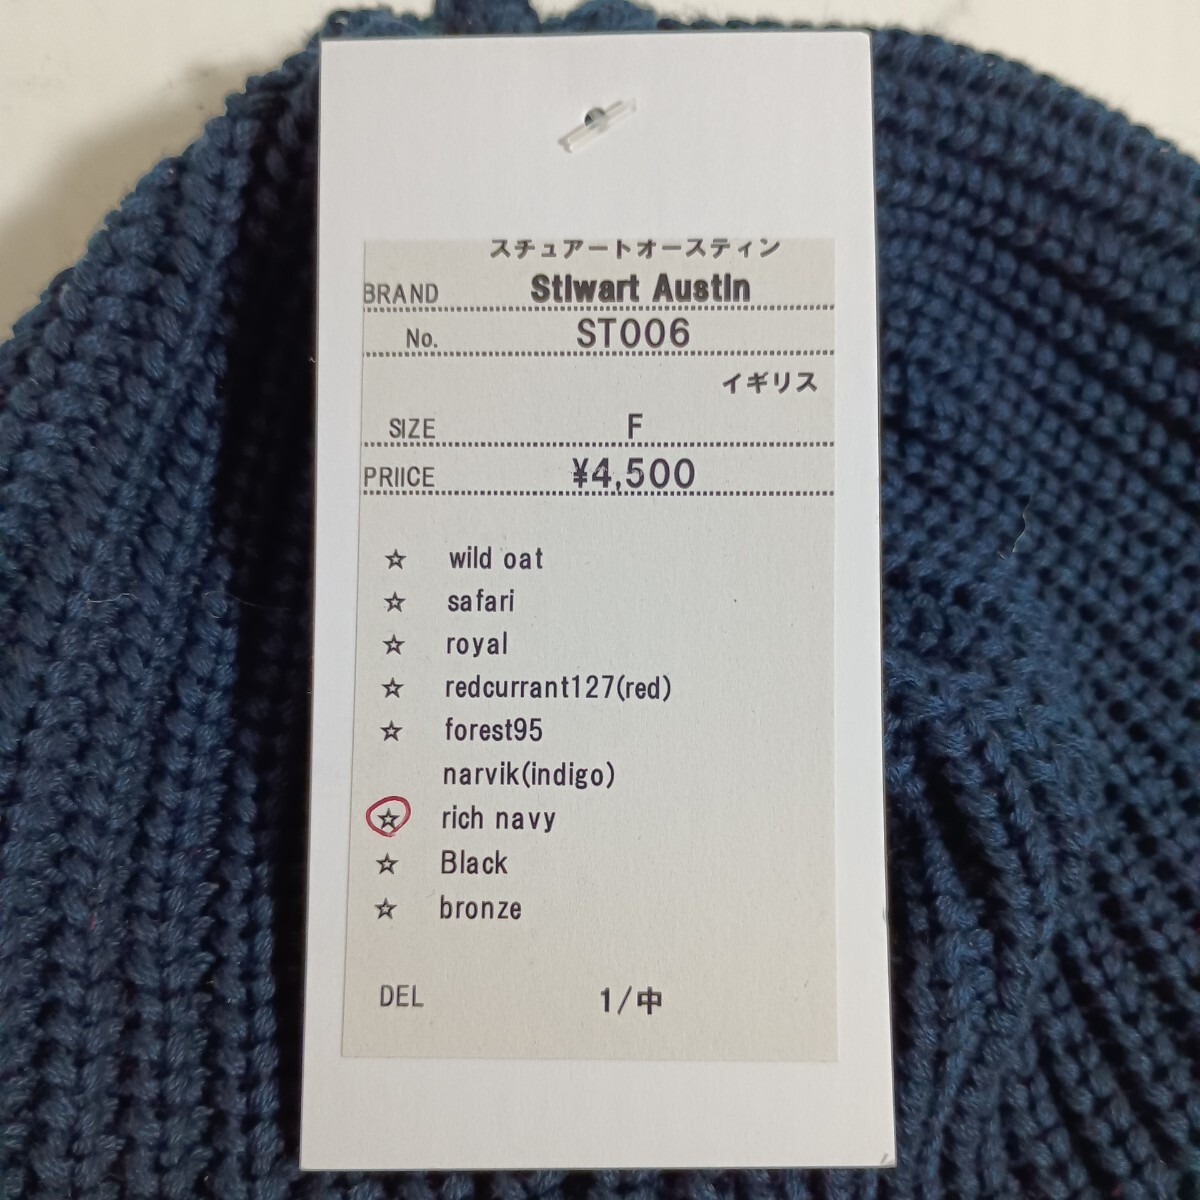 スチュアートオースティン
BRAND Stiwart Austin
No. ST006
イギリス
SIZE F
PRIICE ¥4,500
☆ wild oat
☆ safari
☆ royal
☆ redcurrant127(red)
☆ forest95
narvik(indigo)
☆ rich navy
☆ Black
☆ bronze
DEL 1/中